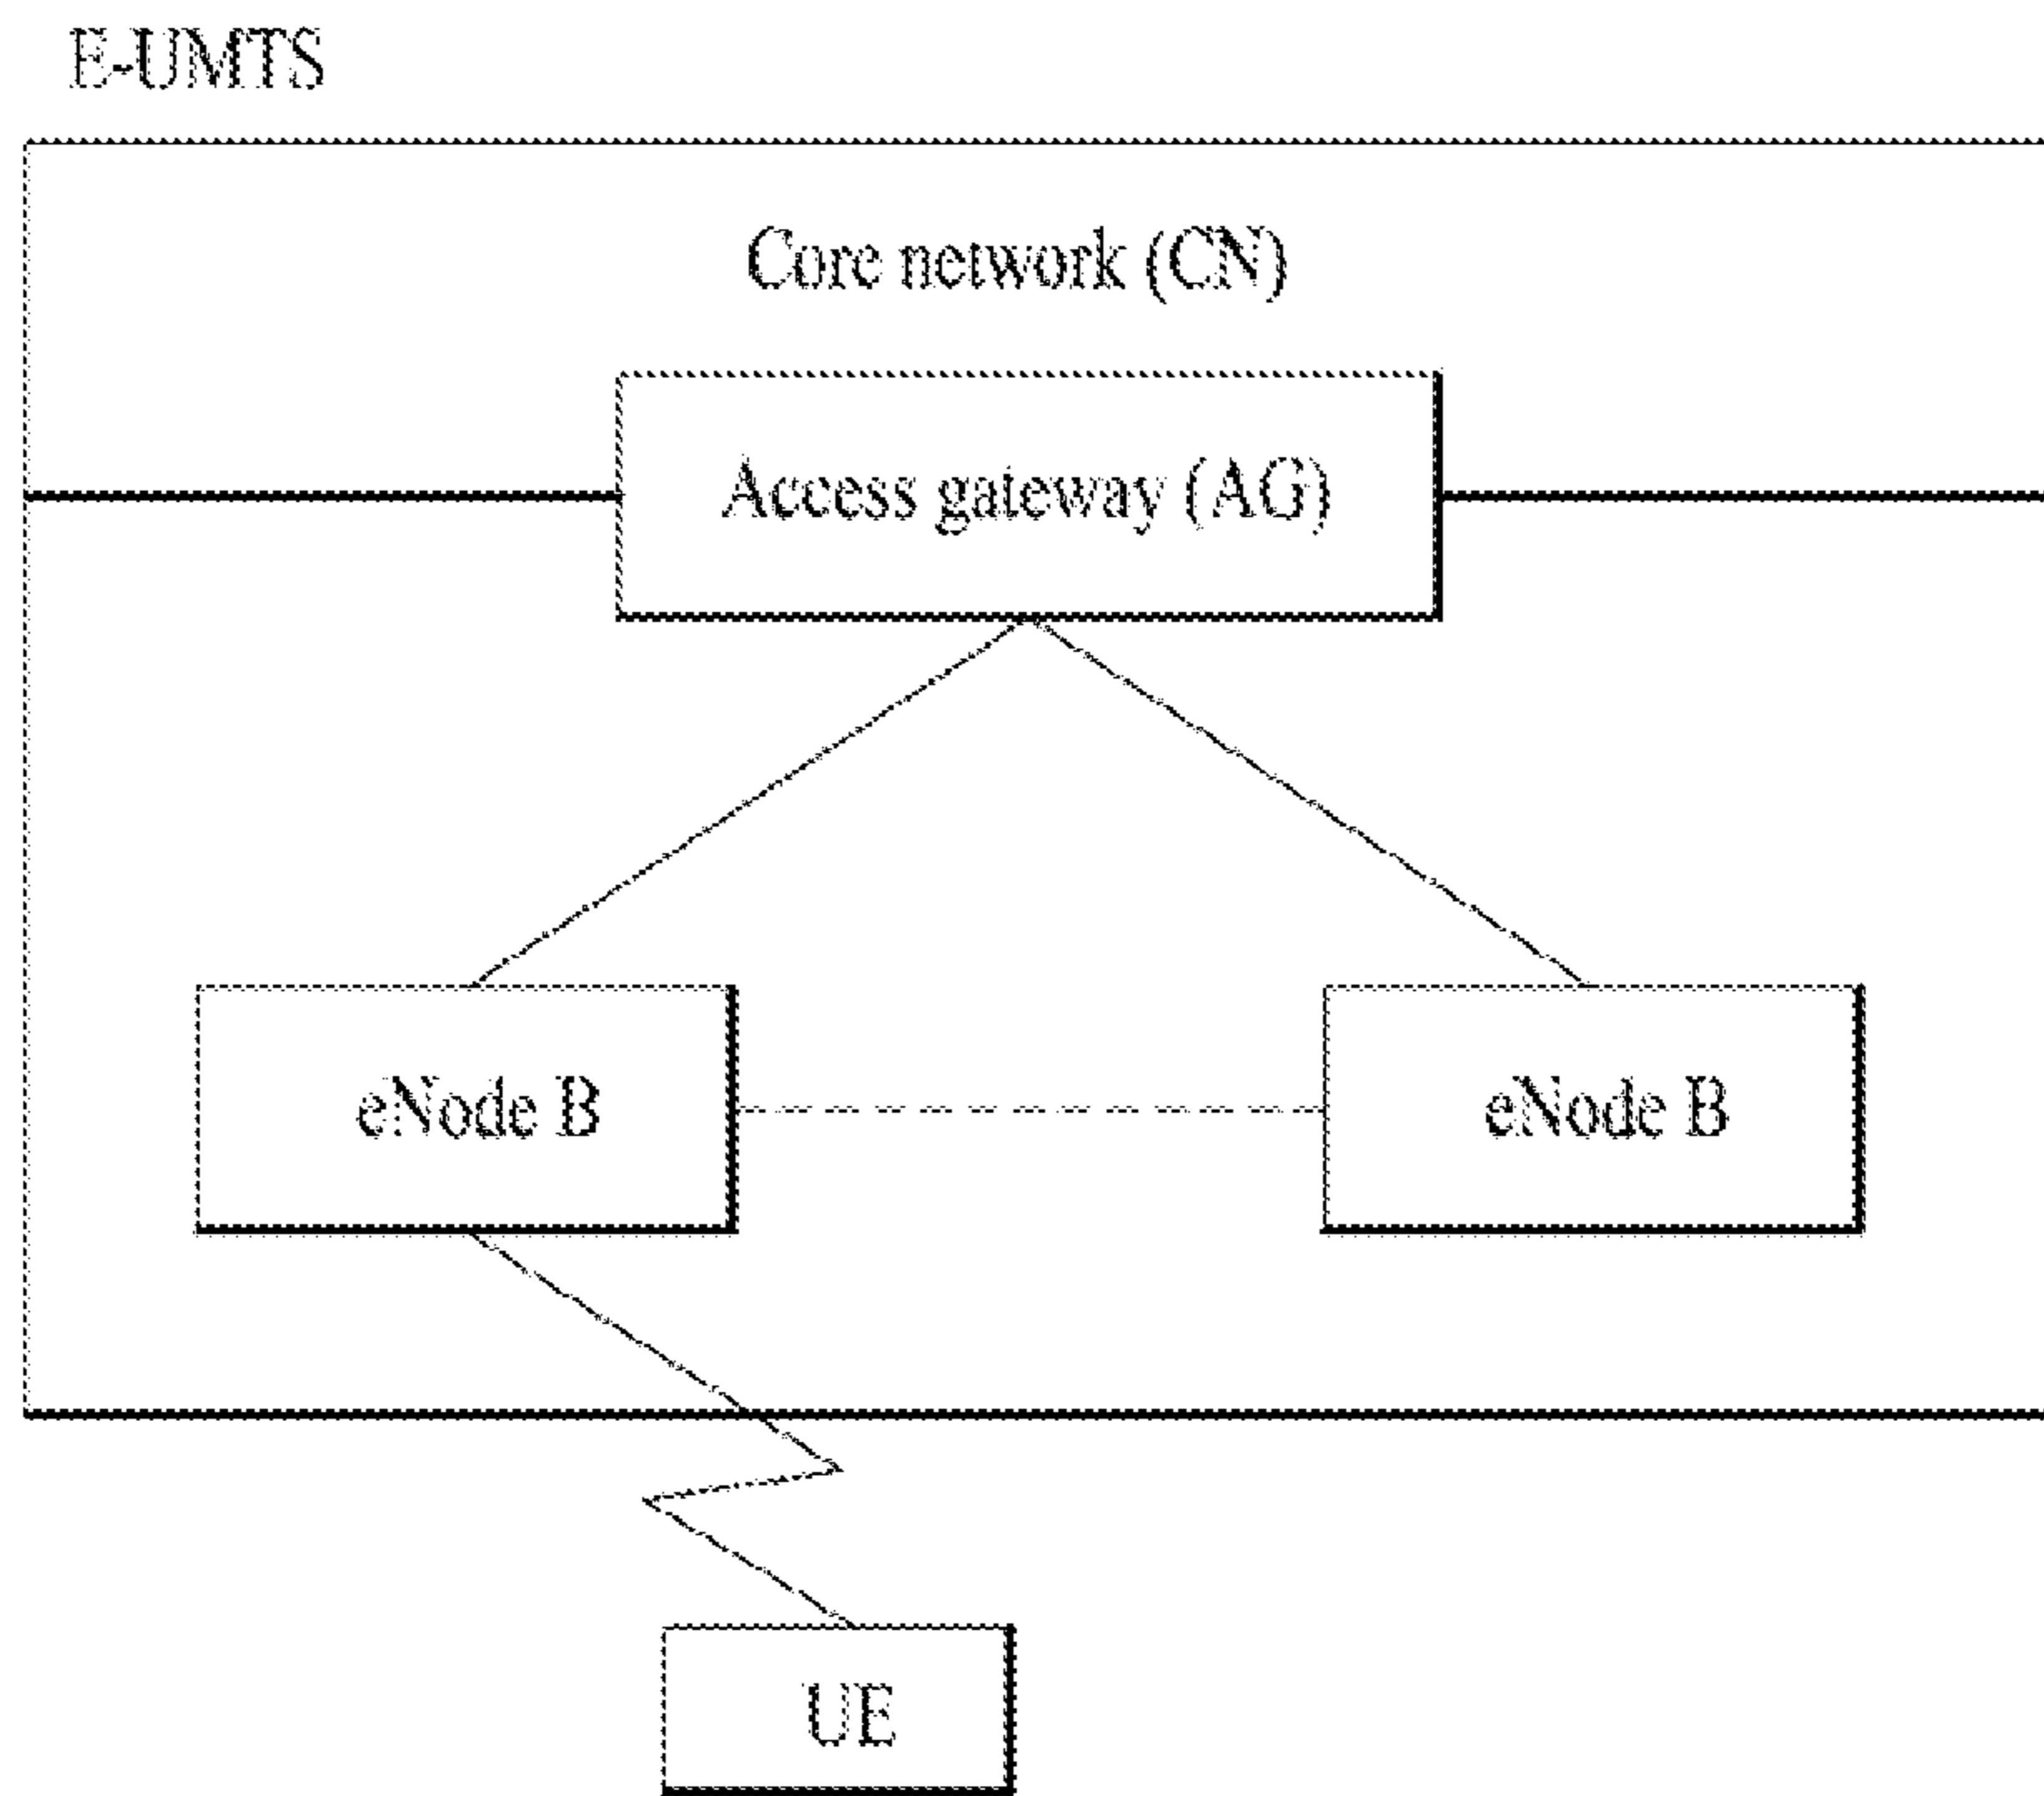 E-UMTS
Core network (CN)
Access gateway (AG)
eNode B
eNode B
UE